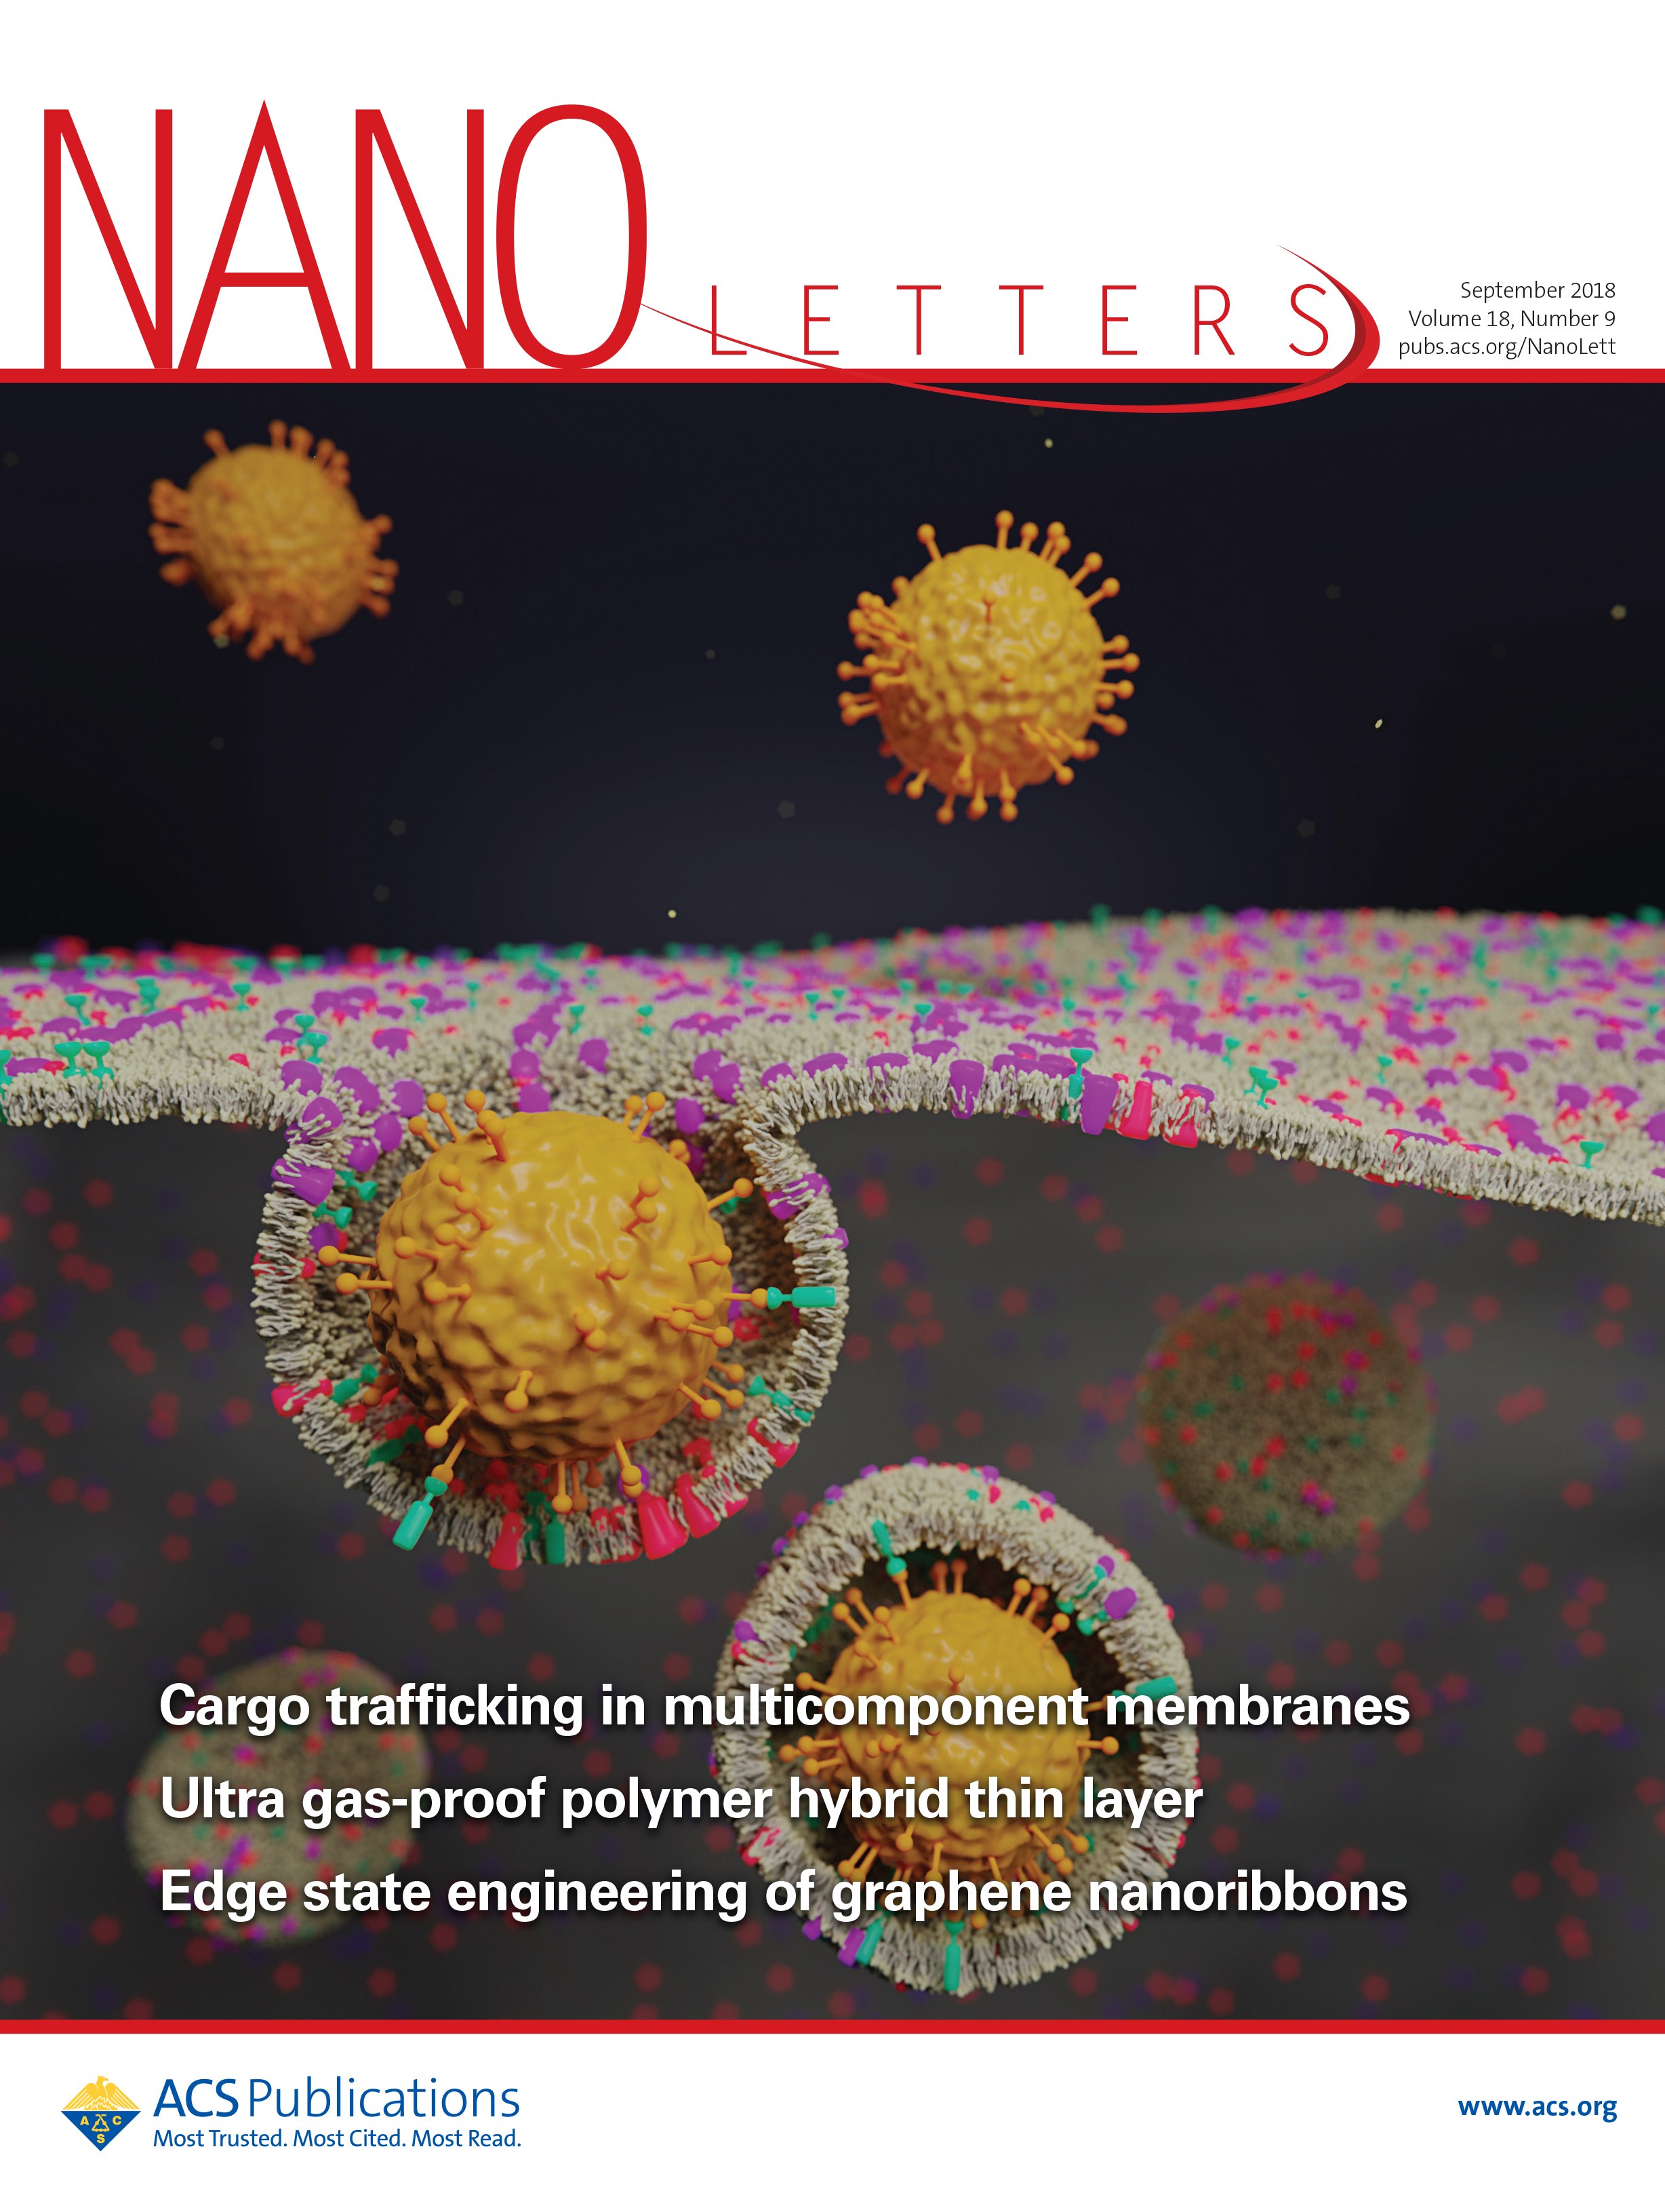 NANO LETTERS
September 2018
Volume 18, Number 9
pubs.acs.org/NanoLett
Cargo trafficking in multicomponent membranes
Ultra gas-proof polymer hybrid thin layer
Edge state engineering of graphene nanoribbons
A C S
ACS Publications
Most Trusted. Most Cited. Most Read.
www.acs.org